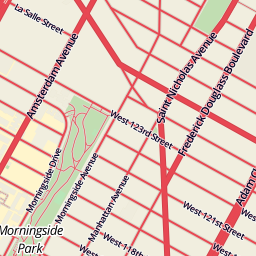 La Salle Street
Amsterdam Avenue
Saint Nicholas Avenue
Frederick Douglass Boulevard
West 123rd Street
Morningside Drive
Morningside Avenue
Manhattan Avenue
Morningside
Park
West 121st Street
West 118th
Adam C